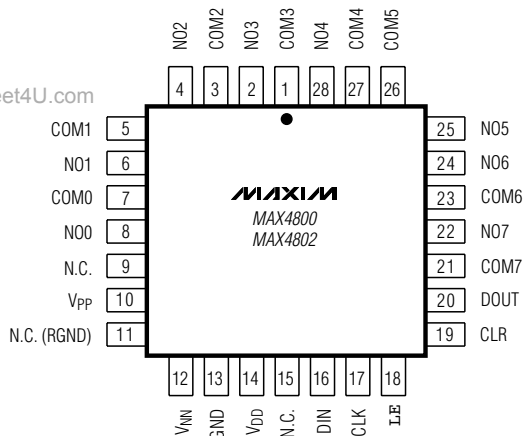 NO2 COM2 NO3 COM3 NO4 COM4 COM5
4 3 2 1 28 27 26
et4U.com
COM1 5
NO1 6
COM0 7
NO0 8
N.C. 9
VPP 10
N.C. (RGND) 11
MAXIM
MAX4800
MAX4802
25 NO5
24 NO6
23 COM6
22 NO7
21 COM7
20 DOUT
19 CLR
12 13 14 15 16 17 18
VNN GND VDD N.C. DIN CLK LE